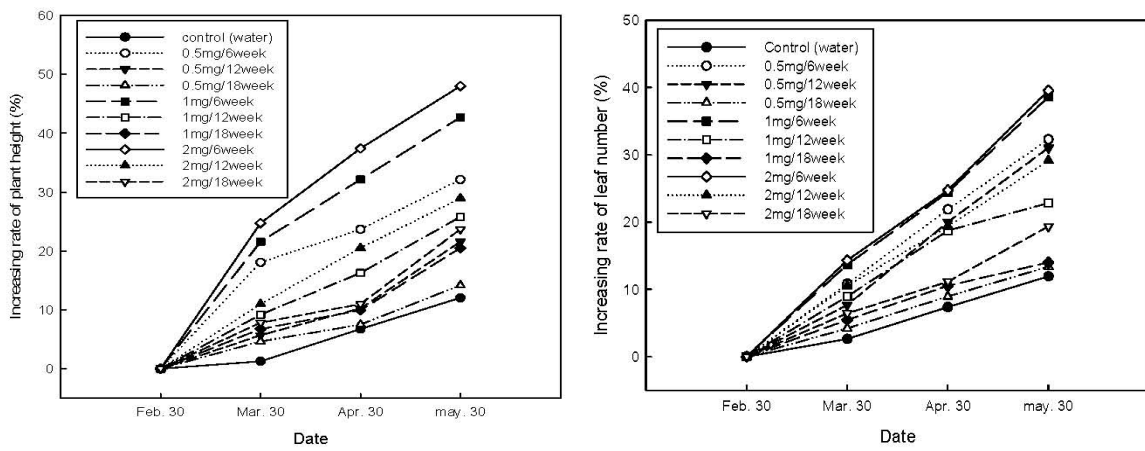 Increasing rate of plant height (%)
60
50
40
30
20
10
0
control (water)
0.5mg/6week
0.5mg/12week
0.5mg/18week
1mg/6week
1mg/12week
1mg/18week
2mg/6week
2mg/12week
2mg/18week
Feb. 30 Mar. 30 Apr. 30 may. 30
Date
Increasing rate of leaf number (%)
50
40
30
20
10
0
Control (water)
0.5mg/6week
0.5mg/12week
0.5mg/18week
1mg/6week
1mg/12week
1mg/18week
2mg/6week
2mg/12week
2mg/18week
Feb. 30 Mar. 30 Apr. 30 may. 30
Date